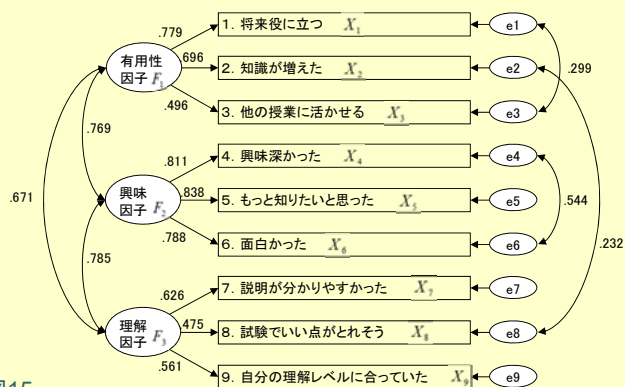 .779
1. 将来役に立つ X₁
e1
有用性
因子 F₁
.696
2. 知識が増えた X₂
e2
.299
.496
3. 他の授業に活かせる X₃
e3
.769
.811
4. 興味深かった X₄
e4
.671
興味
因子 F₂
.838
5. もっと知りたいと思った X₅
e5
.544
.788
6. 面白かった X₆
e6
.232
.785
.626
7. 説明が分かりやすかった X₇
e7
理解
因子 F₃
.475
8. 試験でいい点がとれそう X₈
e8
.561
9. 自分の理解レベルに合っていた X₉
e9